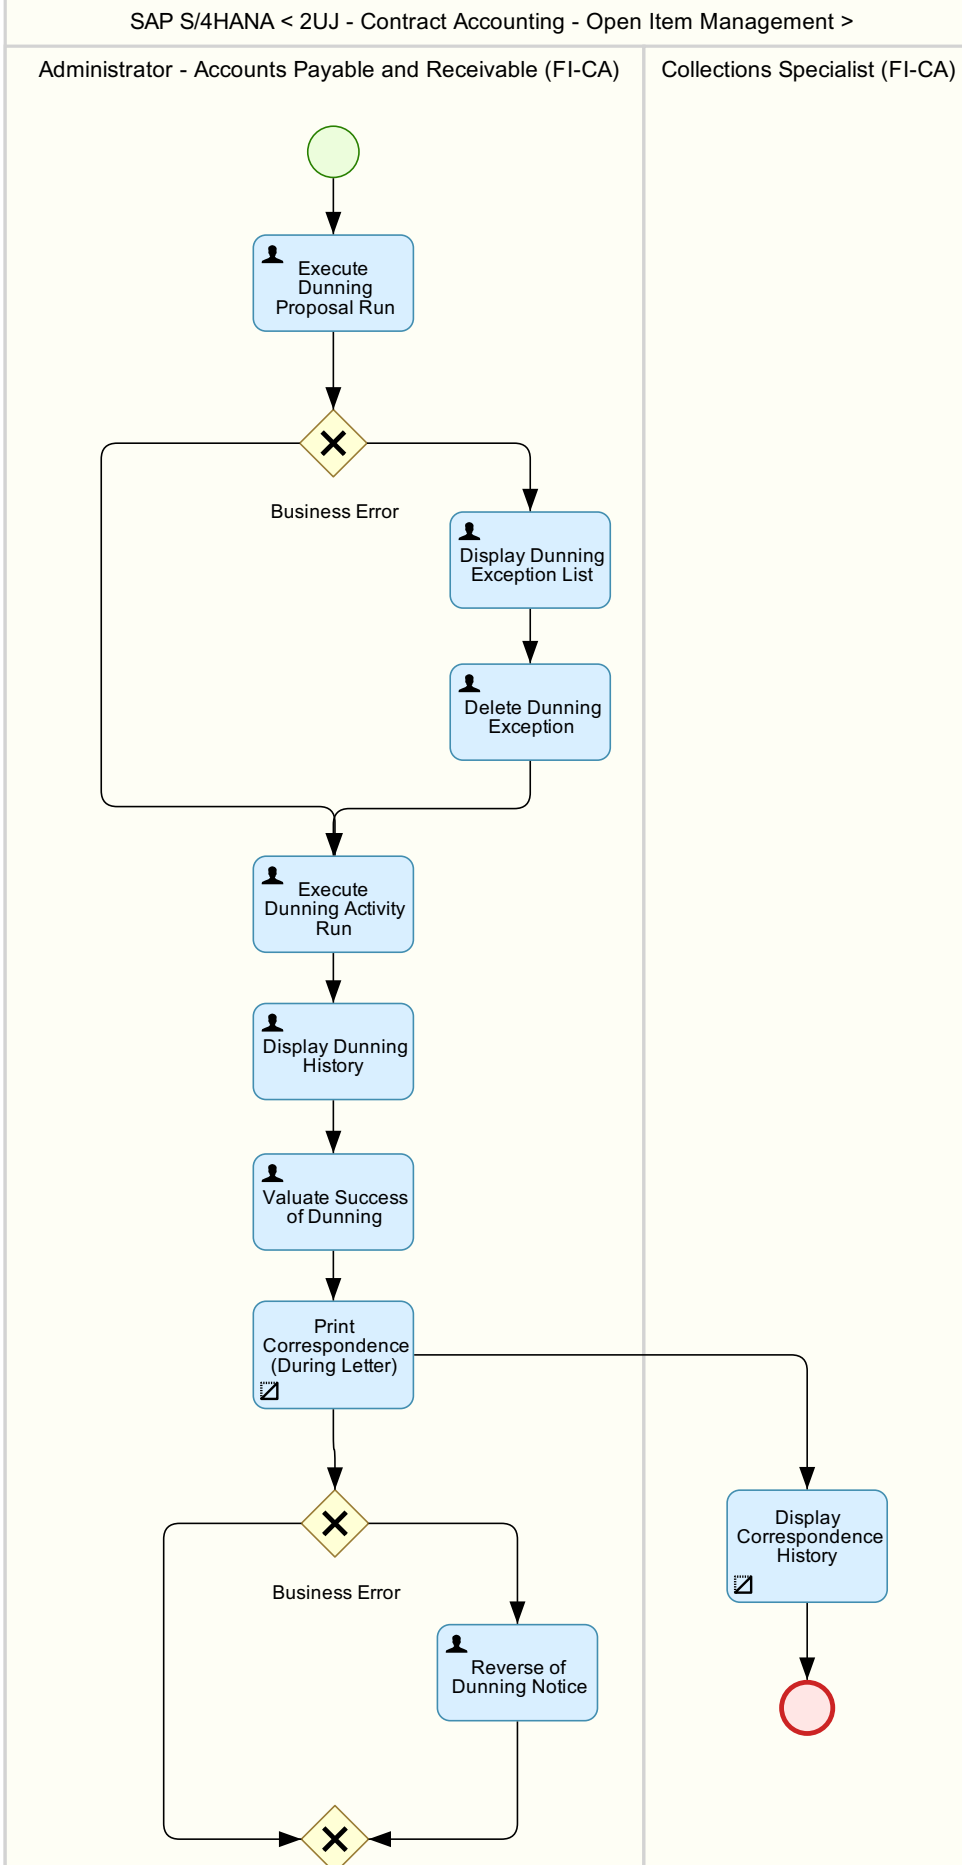 SAP S/4HANA < 2UJ - Contract Accounting - Open Item Management >
Administrator - Accounts Payable and Receivable (FI-CA)
Collections Specialist (FI-CA)
Execute
Dunning
Proposal Run
Business Error
Display Dunning
Exception List
Delete Dunning
Exception
Execute
Dunning Activity
Run
Display Dunning
History
Valuate Success
of Dunning
Print
Correspondence
(During Letter)
Display
Correspondence
History
Business Error
Reverse of
Dunning Notice